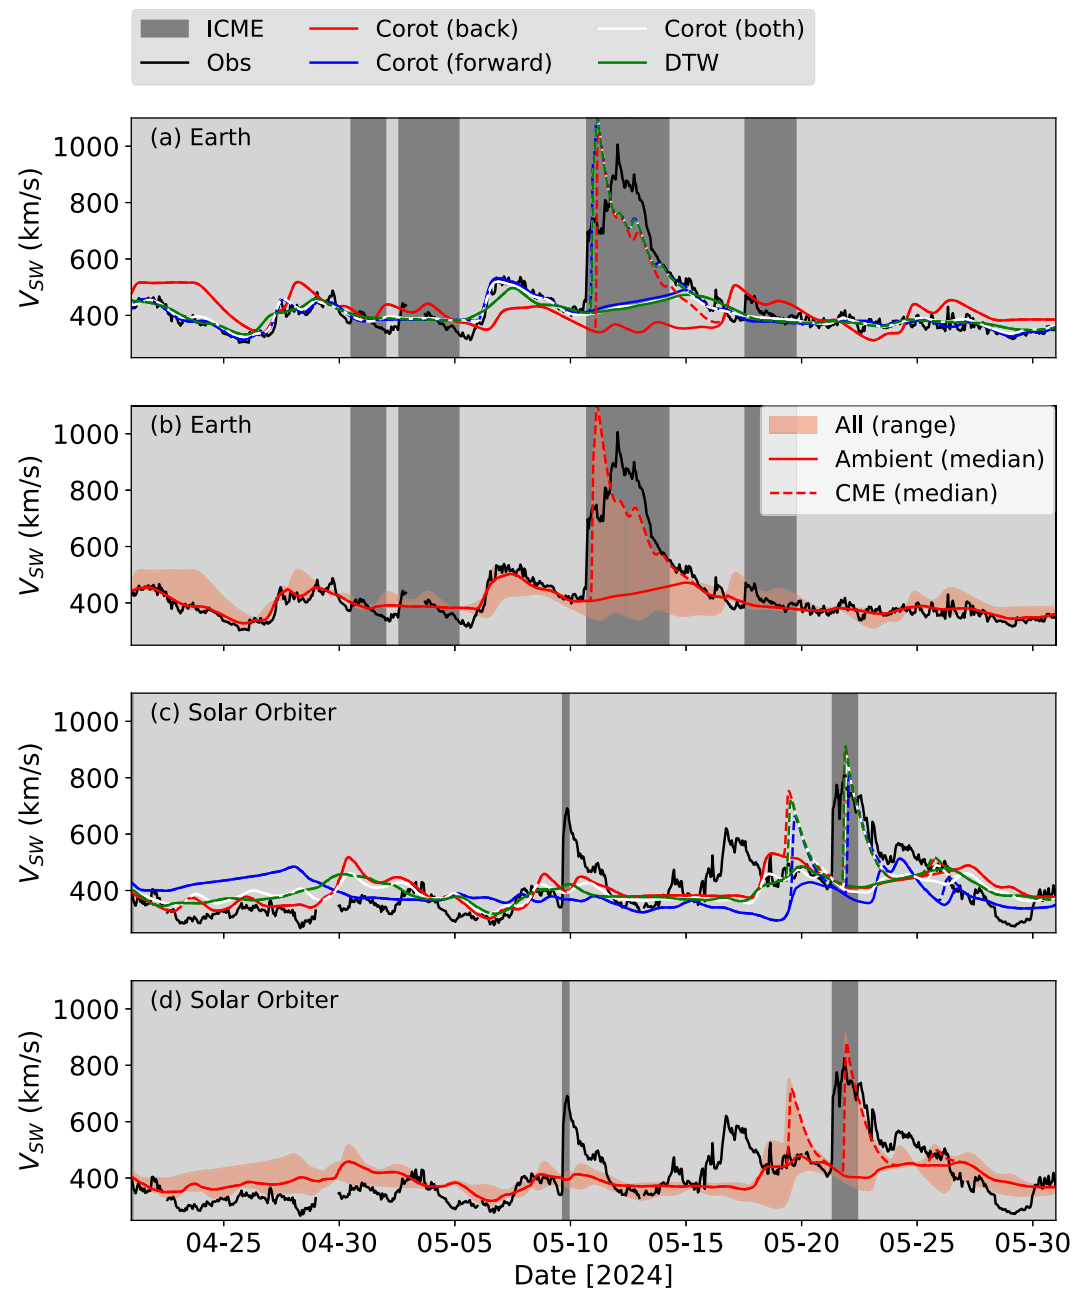 ICME
Corot (back)
Corot (both)
Obs
Corot (forward)
DTW
(a) Earth
1000
800
600
400
V_SW (km/s)
(b) Earth
All (range)
Ambient (median)
CME (median)
1000
800
600
400
V_SW (km/s)
(c) Solar Orbiter
1000
800
600
400
V_SW (km/s)
(d) Solar Orbiter
1000
800
600
400
V_SW (km/s)
04-25 04-30 05-05 05-10 05-15 05-20 05-25 05-30
Date [2024]